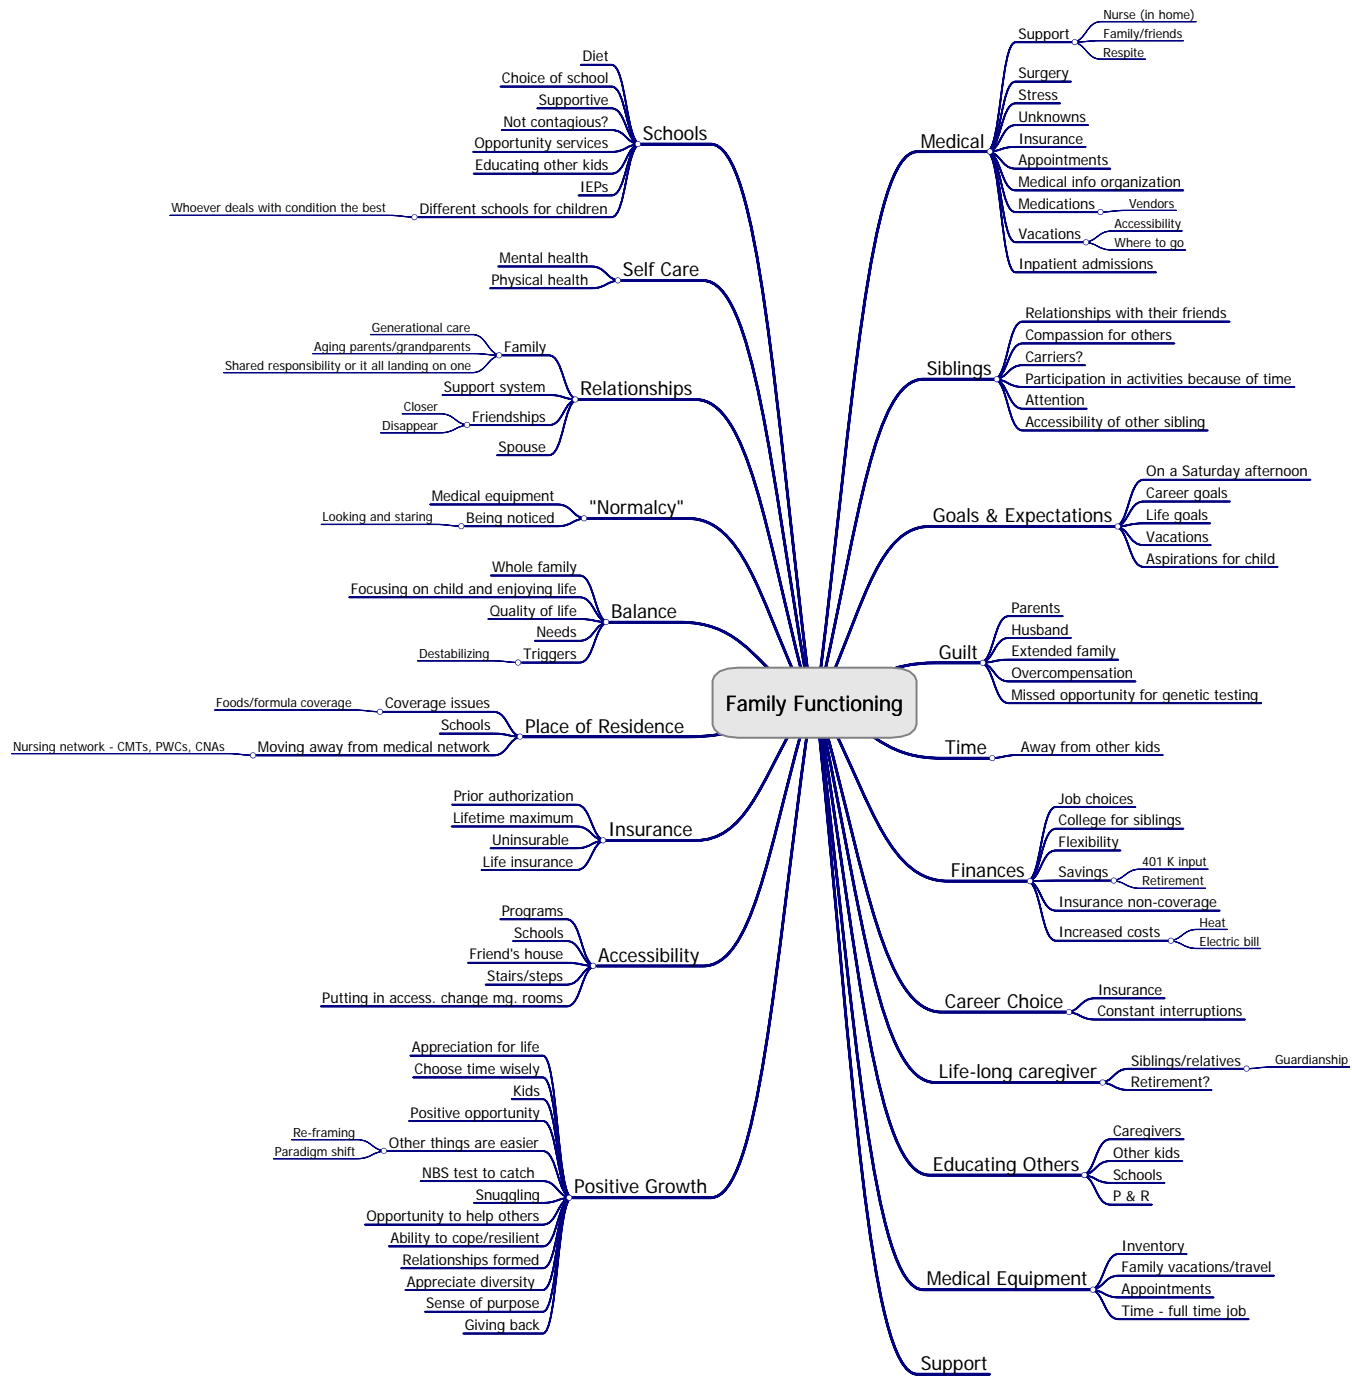 Family Functioning
Schools
Diet
Choice of school
Supportive
Not contagious?
Opportunity services
Educating other kids
IEPs
Different schools for children
Whoever deals with condition the best
Self Care
Mental health
Physical health
Relationships
Family
Generational care
Aging parents/grandparents
Shared responsibility or it all landing on one
Support system
Friendships
Closer
Disappear
Spouse
"Normalcy"
Medical equipment
Being noticed
Looking and staring
Balance
Whole family
Focusing on child and enjoying life
Quality of life
Needs
Triggers
Destabilizing
Place of Residence
Coverage issues
Foods/formula coverage
Schools
Moving away from medical network
Nursing network - CMTs, PWCs, CNAs
Insurance
Prior authorization
Lifetime maximum
Uninsurable
Life insurance
Accessibility
Programs
Schools
Friend's house
Stairs/steps
Putting in access. change mg. rooms
Positive Growth
Appreciation for life
Choose time wisely
Kids
Positive opportunity
Other things are easier
Re-framing
Paradigm shift
NBS test to catch
Snuggling
Opportunity to help others
Ability to cope/resilient
Relationships formed
Appreciate diversity
Sense of purpose
Giving back
Medical
Support
Nurse (in home)
Family/friends
Respite
Surgery
Stress
Unknowns
Insurance
Appointments
Medical info organization
Medications
Vendors
Vacations
Accessibility
Where to go
Inpatient admissions
Siblings
Relationships with their friends
Compassion for others
Carriers?
Participation in activities because of time
Attention
Accessibility of other sibling
Goals & Expectations
On a Saturday afternoon
Career goals
Life goals
Vacations
Aspirations for child
Guilt
Parents
Husband
Extended family
Overcompensation
Missed opportunity for genetic testing
Time
Away from other kids
Finances
Job choices
College for siblings
Flexibility
Savings
401 K input
Retirement
Insurance non-coverage
Increased costs
Heat
Electric bill
Career Choice
Insurance
Constant interruptions
Life-long caregiver
Siblings/relatives
Guardianship
Retirement?
Educating Others
Caregivers
Other kids
Schools
P & R
Medical Equipment
Inventory
Family vacations/travel
Appointments
Time - full time job
Support